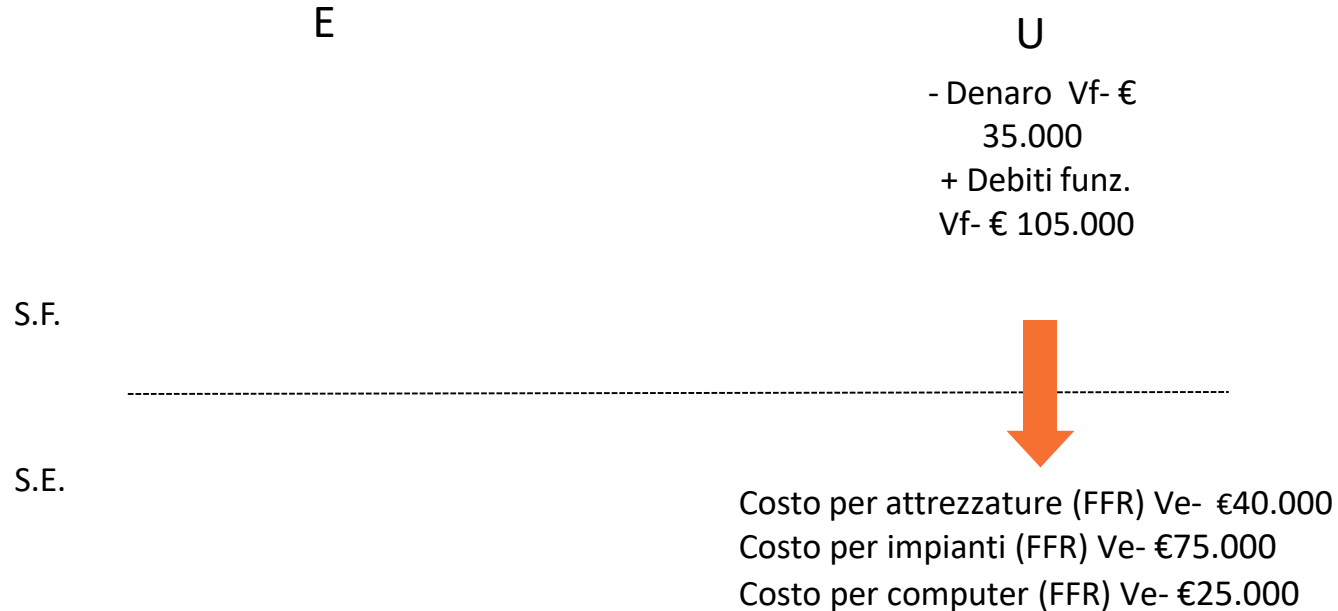 E
U
- Denaro Vf- €
35.000
+ Debiti funz.
Vf- € 105.000
S.F.
S.E.
Costo per attrezzature (FFR) Ve- €40.000
Costo per impianti (FFR) Ve- €75.000
Costo per computer (FFR) Ve- €25.000